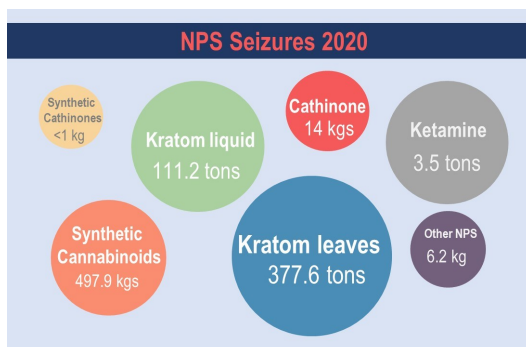 NPS Seizures 2020
Synthetic
Cathinones
<1 kg
Kratom liquid
111.2 tons
Cathinone
14 kgs
Ketamine
3.5 tons
Synthetic
Cannabinoids
497.9 kgs
Kratom leaves
377.6 tons
Other NPS
6.2 kg